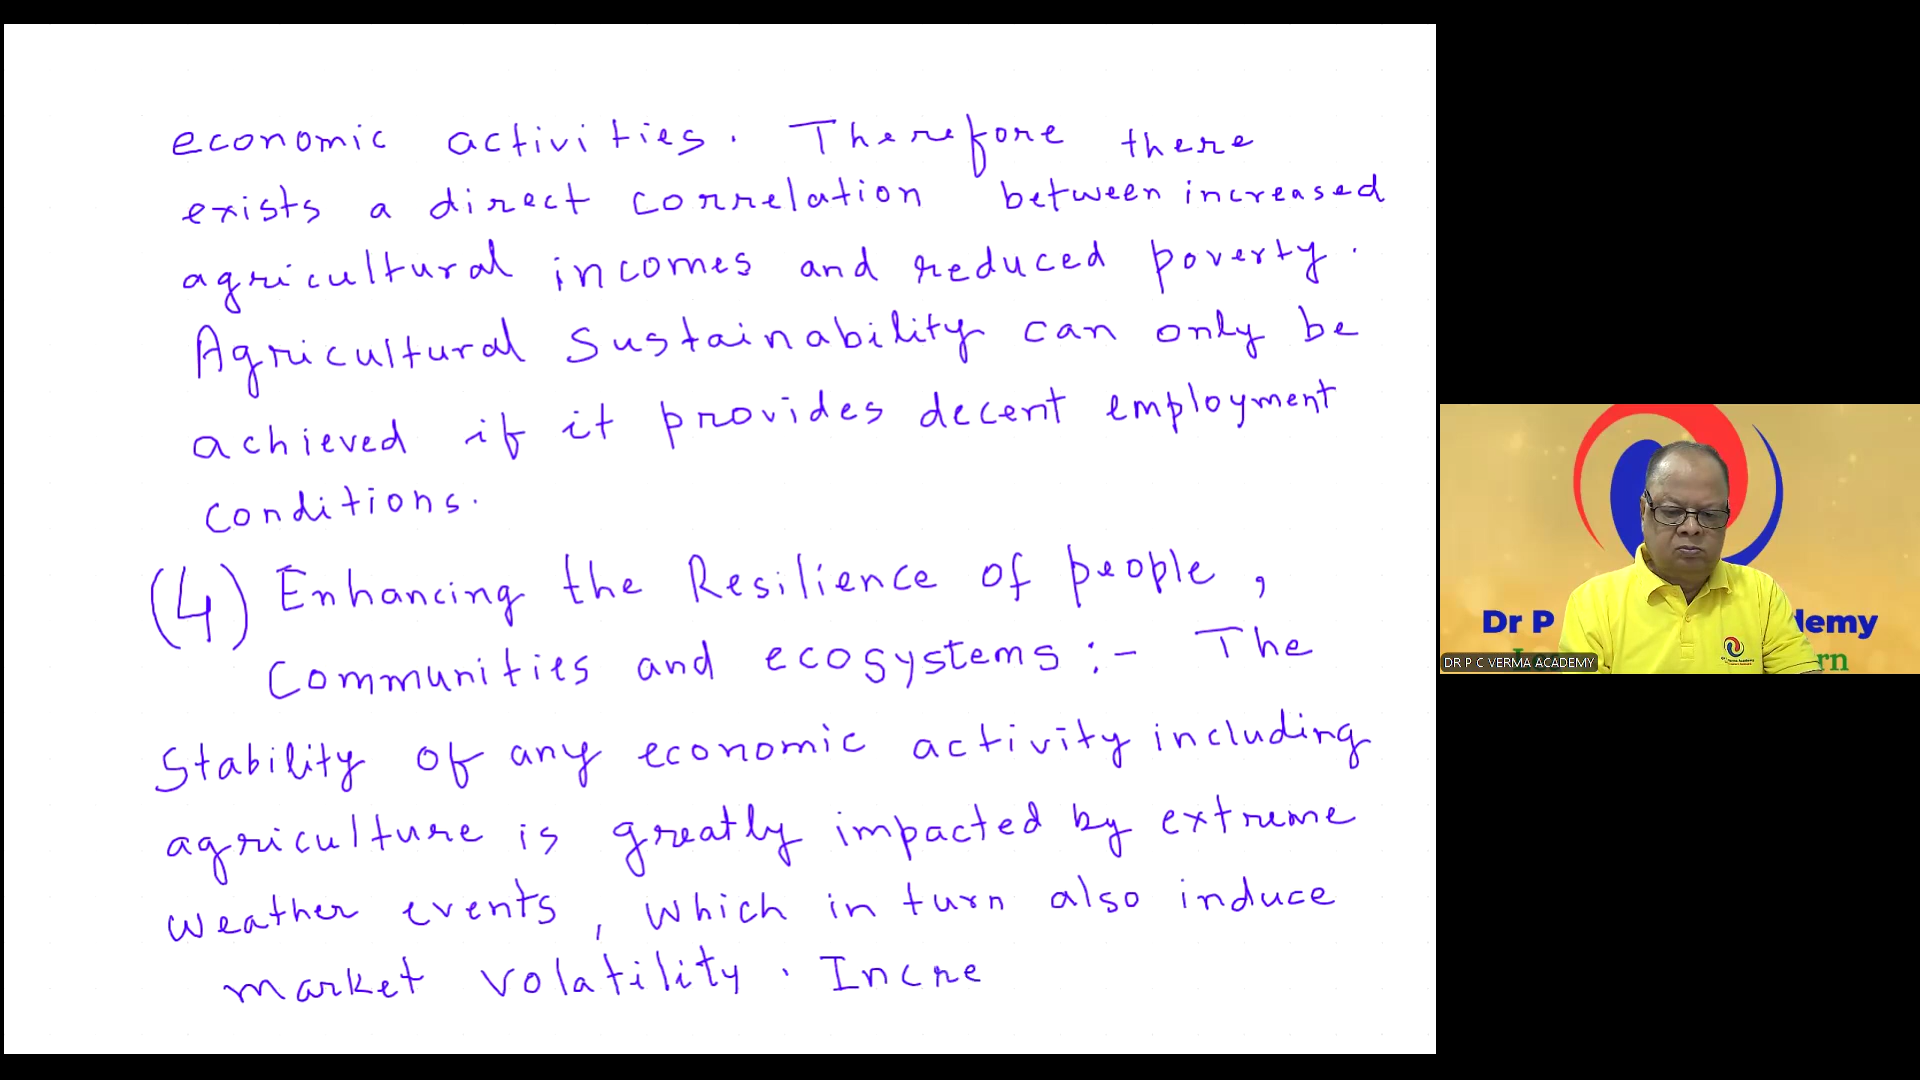 economic activities. Therefore there
exists a direct correlation between increased
agricultural incomes and reduced poverty.
Agricultural Sustainability can only be
achieved if it provides decent employment
conditions.
(4) Enhancing the Resilience of people,
Communities and ecosystems :- The
Stability of any economic activity including
agriculture is greatly impacted by extreme
weather events, which in turn also induce
market volatility. Incre
Dr P
demy
rn
DR P C VERMA ACADEMY